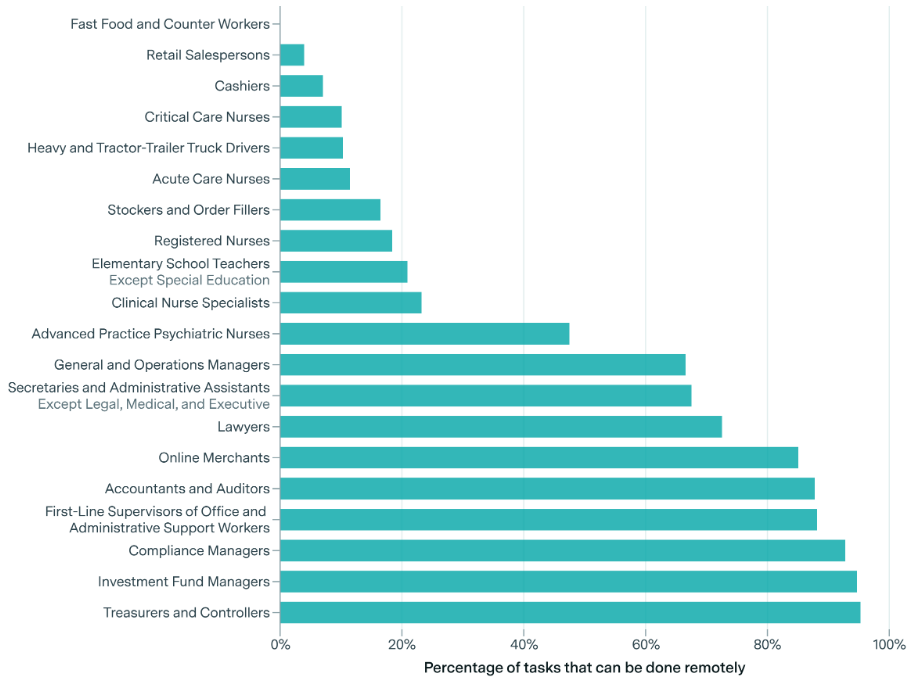 Fast Food and Counter Workers
Retail Salespersons
Cashiers
Critical Care Nurses
Heavy and Tractor-Trailer Truck Drivers
Acute Care Nurses
Stockers and Order Fillers
Registered Nurses
Elementary School Teachers
Except Special Education
Clinical Nurse Specialists
Advanced Practice Psychiatric Nurses
General and Operations Managers
Secretaries and Administrative Assistants
Except Legal, Medical, and Executive
Lawyers
Online Merchants
Accountants and Auditors
First-Line Supervisors of Office and
Administrative Support Workers
Compliance Managers
Investment Fund Managers
Treasurers and Controllers
0% 20% 40% 60% 80% 100%
Percentage of tasks that can be done remotely